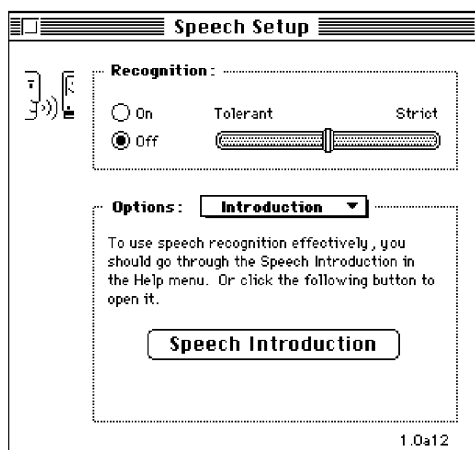 Speech Setup
Recognition:
On
Tolerant
Strict
Off
Options:
Introduction
To use speech recognition effectively, you
should go through the Speech Introduction in
the Help menu. Or click the following button to
open it.
Speech Introduction
1.0a12